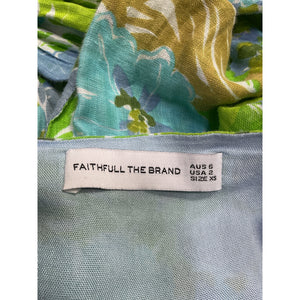 FAITHFULL THE BRAND
AUS 6
USA 2
SIZE XS